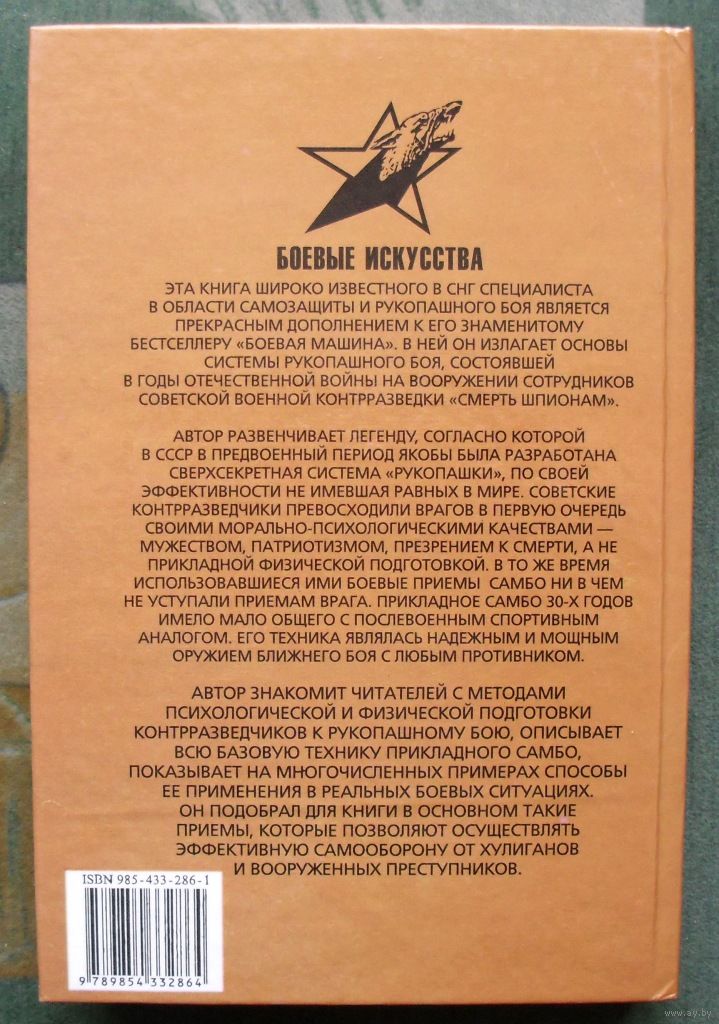 БОЕВЫЕ ИСКУССТВА
ЭТА КНИГА ШИРОКО ИЗВЕСТНОГО В СНГ СПЕЦИАЛИСТА
В ОБЛАСТИ САМОЗАЩИТЫ И РУКОПАШНОГО БОЯ ЯВЛЯЕТСЯ
ПРЕКРАСНЫМ ДОПОЛНЕНИЕМ К ЕГО ЗНАМЕНИТОМУ
БЕСТСЕЛЛЕРУ «БОЕВАЯ МАШИНА». В НЕЙ ОН ИЗЛАГАЕТ ОСНОВЫ
СИСТЕМЫ РУКОПАШНОГО БОЯ, СОСТОЯВШЕЙ
В ГОДЫ ОТЕЧЕСТВЕННОЙ ВОЙНЫ НА ВООРУЖЕНИИ СОТРУДНИКОВ
СОВЕТСКОЙ ВОЕННОЙ КОНТРРАЗВЕДКИ «СМЕРТЬ ШПИОНАМ».
АВТОР РАЗВЕНЧИВАЕТ ЛЕГЕНДУ, СОГЛАСНО КОТОРОЙ
В СССР В ПРЕДВОЕННЫЙ ПЕРИОД ЯКОБЫ БЫЛА РАЗРАБОТАНА
СВЕРХСЕКРЕТНАЯ СИСТЕМА «РУКОПАШКИ», ПО СВОЕЙ
ЭФФЕКТИВНОСТИ НЕ ИМЕВШАЯ РАВНЫХ В МИРЕ. СОВЕТСКИЕ
КОНТРРАЗВЕДЧИКИ ПРЕВОСХОДИЛИ ВРАГОВ В ПЕРВУЮ ОЧЕРЕДЬ
СВОИМИ МОРАЛЬНО-ПСИХОЛОГИЧЕСКИМИ КАЧЕСТВАМИ —
МУЖЕСТВОМ, ПАТРИОТИЗМОМ, ПРЕЗРЕНИЕМ К СМЕРТИ, А НЕ
ПРИКЛАДНОЙ ФИЗИЧЕСКОЙ ПОДГОТОВКОЙ. В ТО ЖЕ ВРЕМЯ
ИСПОЛЬЗОВАВШИЕСЯ ИМИ БОЕВЫЕ ПРИЕМЫ САМБО НИ В ЧЕМ
НЕ УСТУПАЛИ ПРИЕМАМ ВРАГА. ПРИКЛАДНОЕ САМБО 30-Х ГОДОВ
ИМЕЛО МАЛО ОБЩЕГО С ПОСЛЕВОЕННЫМ СПОРТИВНЫМ
АНАЛОГОМ. ЕГО ТЕХНИКА ЯВЛЯЛАСЬ НАДЕЖНЫМ И МОЩНЫМ
ОРУЖИЕМ БЛИЖНЕГО БОЯ С ЛЮБЫМ ПРОТИВНИКОМ.
АВТОР ЗНАКОМИТ ЧИТАТЕЛЕЙ С МЕТОДАМИ
ПСИХОЛОГИЧЕСКОЙ И ФИЗИЧЕСКОЙ ПОДГОТОВКИ
КОНТРРАЗВЕДЧИКОВ К РУКОПАШНОМУ БОЮ, ОПИСЫВАЕТ
ВСЮ БАЗОВУЮ ТЕХНИКУ ПРИКЛАДНОГО САМБО,
ПОКАЗЫВАЕТ НА МНОГОЧИСЛЕННЫХ ПРИМЕРАХ СПОСОБЫ
ЕЕ ПРИМЕНЕНИЯ В РЕАЛЬНЫХ БОЕВЫХ СИТУАЦИЯХ.
ОН ПОДОБРАЛ ДЛЯ КНИГИ В ОСНОВНОМ ТАКИЕ
ПРИЕМЫ, КОТОРЫЕ ПОЗВОЛЯЮТ ОСУЩЕСТВЛЯТЬ
ЭФФЕКТИВНУЮ САМООБОРОНУ ОТ ХУЛИГАНОВ
И ВООРУЖЕННЫХ ПРЕСТУПНИКОВ.
ISBN 985-433-286-1
9 789854 332864
www.ay.by